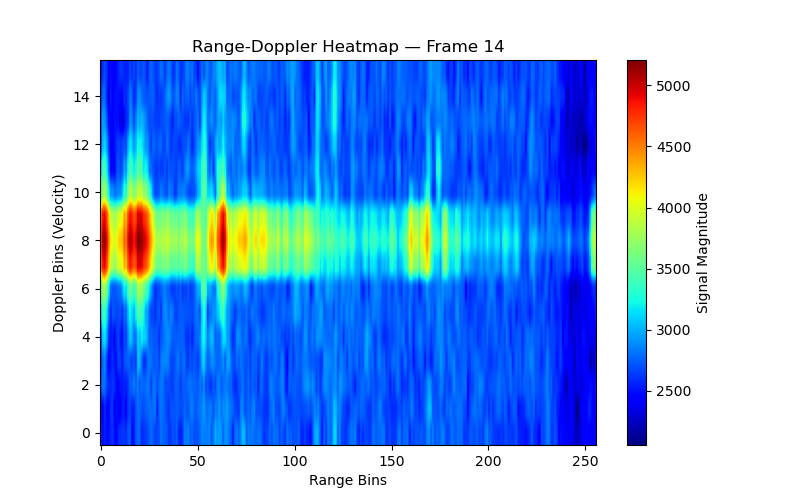 Range-Doppler Heatmap — Frame 14
Doppler Bins (Velocity)
14
12
10
8
6
4
2
0
0 50 100 150 200 250
Range Bins
5000
4500
4000
3500
3000
2500
Signal Magnitude